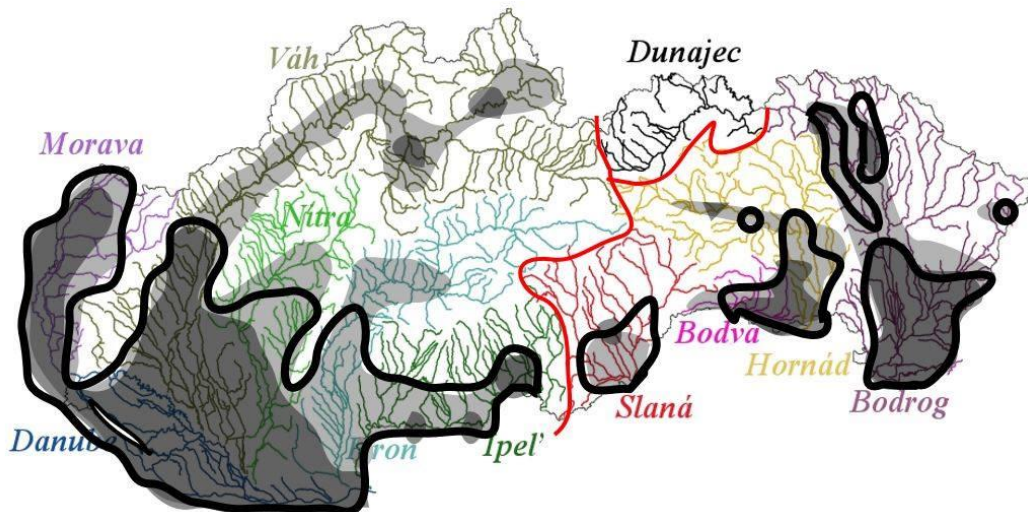 Váh
Dunajec
Morava
Nitra
Bodva
Hornád
Slaná
Bodrog
Danube
Hron
Ipeľ